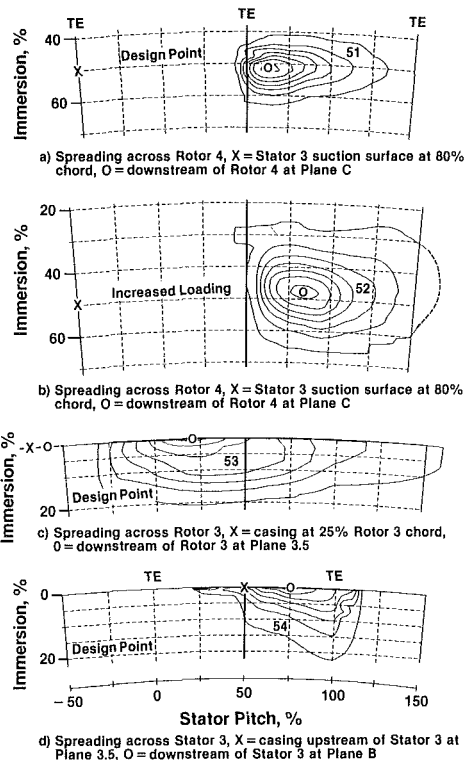 TE TE TE
40
X
60
Immersion, %
Design Point
51
O
a) Spreading across Rotor 4, X = Stator 3 suction surface at 80%
chord, O = downstream of Rotor 4 at Plane C
20
40
X
60
Immersion, %
Increased Loading
52
O
b) Spreading across Rotor 4, X = Stator 3 suction surface at 80%
chord, O = downstream of Rotor 4 at Plane C
-X-0
20
Immersion, %
O
53
Design Point
c) Spreading across Rotor 3, X = casing at 25% Rotor 3 chord,
0 = downstream of Rotor 3 at Plane 3.5
TE TE
0
20
Immersion, %
X O
54
Design Point
-50 0 50 100 150
Stator Pitch, %
d) Spreading across Stator 3, X = casing upstream of Stator 3 at
Plane 3.5, O = downstream of Stator 3 at Plane B